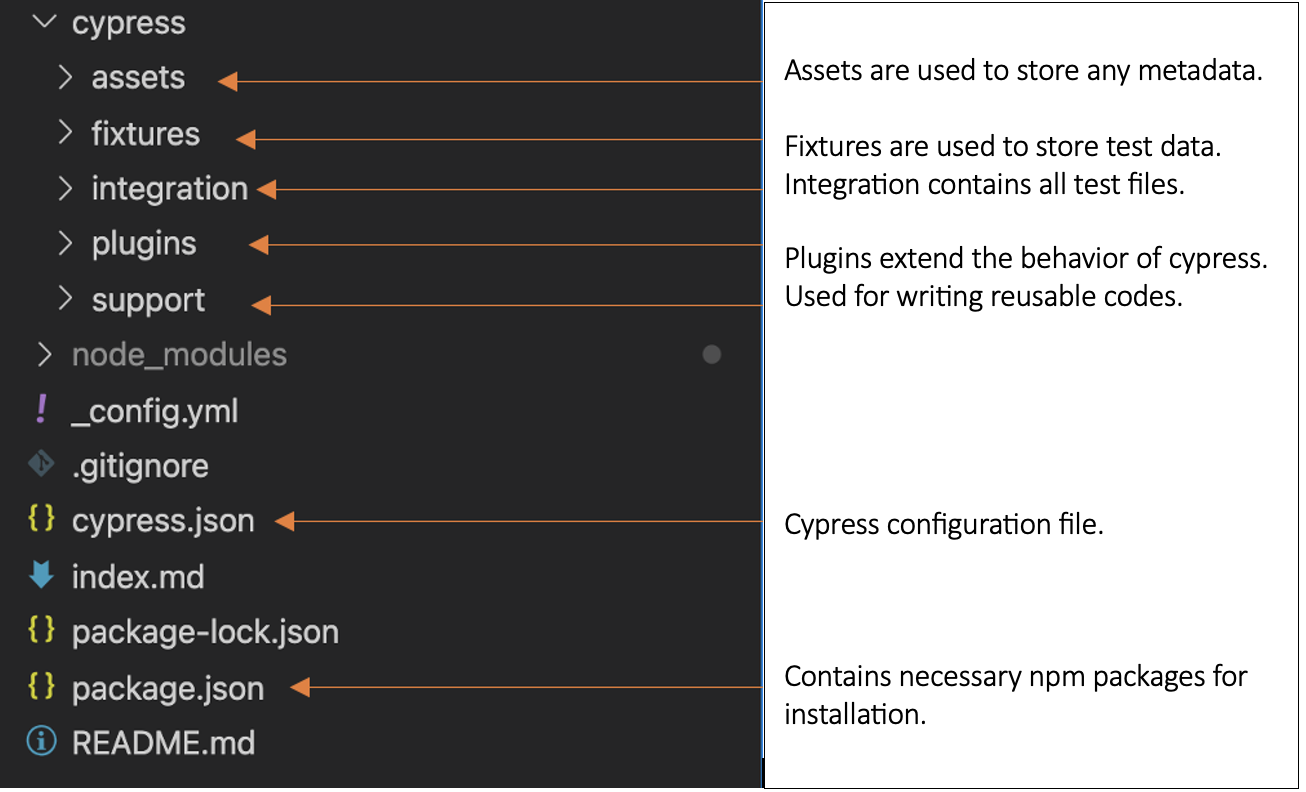 cypress
assets
fixtures
integration
plugins
support
node_modules
_config.yml
.gitignore
cypress.json
index.md
package-lock.json
package.json
README.md
Assets are used to store any metadata.
Fixtures are used to store test data.
Integration contains all test files.
Plugins extend the behavior of cypress.
Used for writing reusable codes.
Cypress configuration file.
Contains necessary npm packages for
installation.